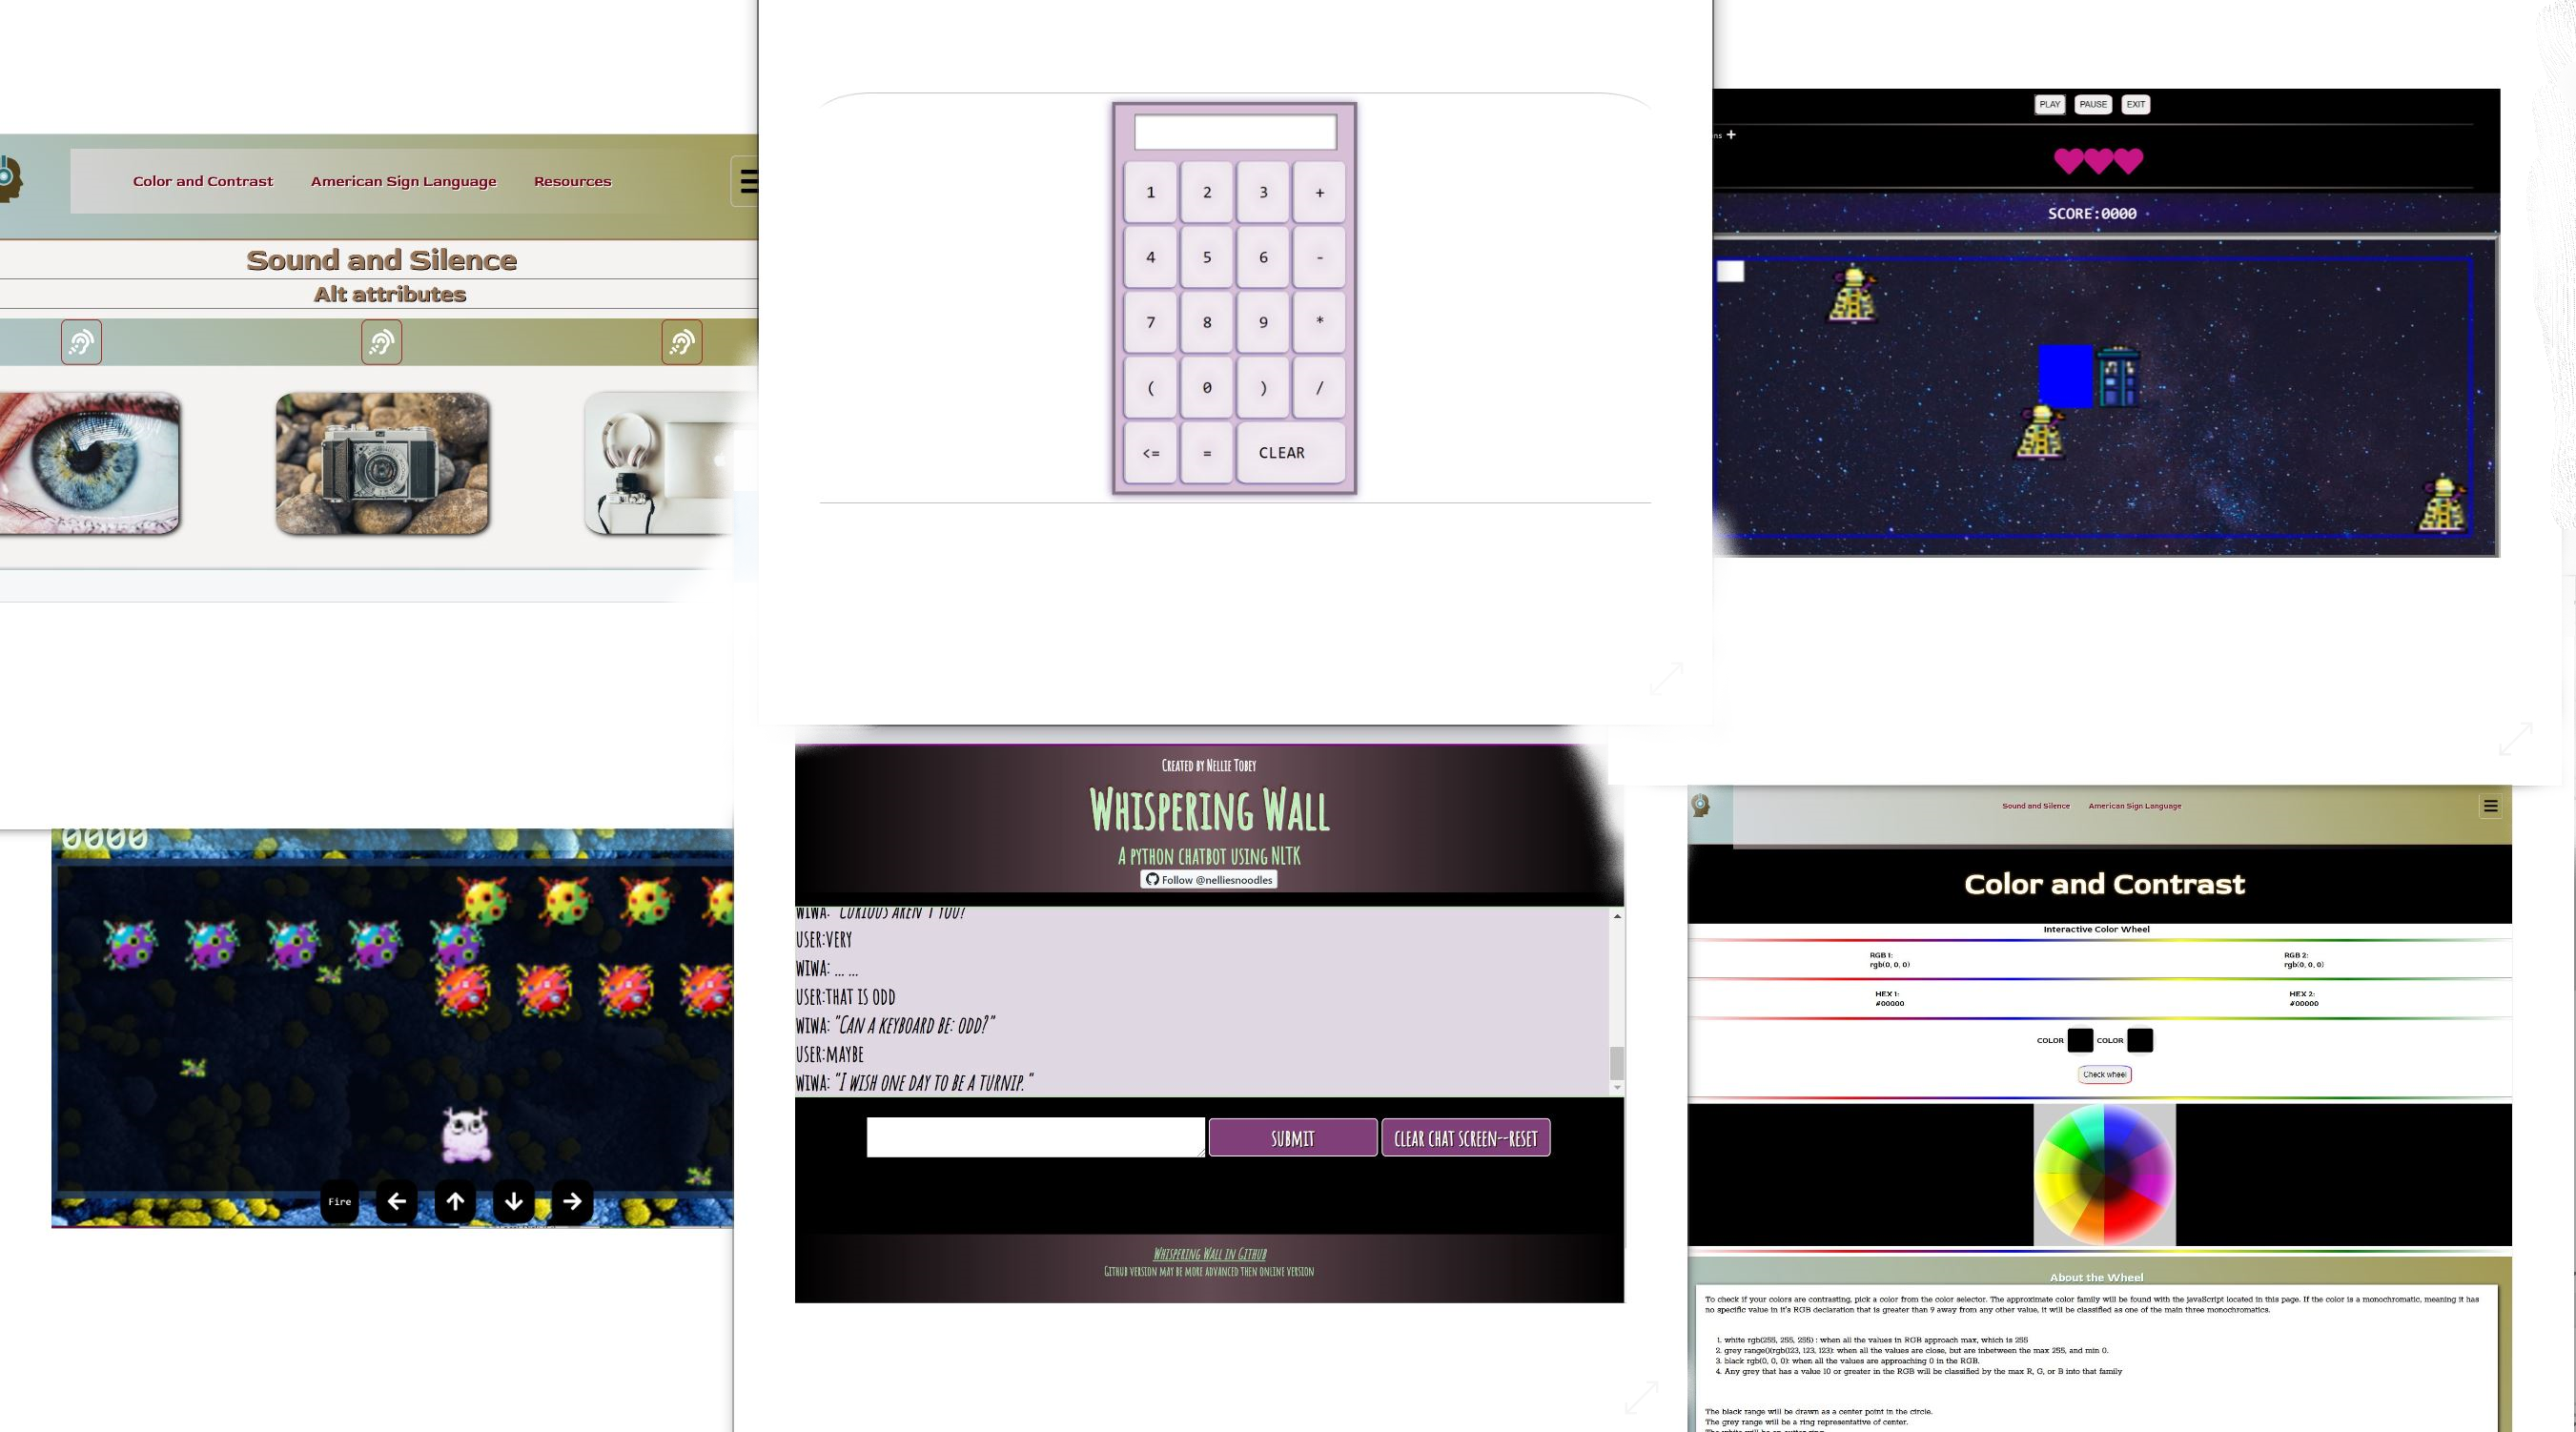 Color and Contrast American Sign Language Resources
Sound and Silence
Alt attributes
1 2 3 +
4 5 6 -
7 8 9 *
( 0 ) /
<= = CLEAR
PLAY PAUSE EXIT
SCORE:0000
0000
Fire
Created by Nellie Tobey
Whispering Wall
A python chatbot using NLTK
Follow @nelliesnoodles
WIWA: "Curious aren't you?"
USER:VERY
WIWA: ... ...
USER:THAT IS ODD
WIWA: "Can a keyboard be: odd?"
USER:MAYBE
WIWA: "I wish one day to be a turnip."
SUBMIT CLEAR CHAT SCREEN--RESET
Whispering Wall in Github
Github version may be more advanced then online version
Sound and Silence American Sign Language
Color and Contrast
Interactive Color Wheel
RGB 1: RGB 2:
rgb(0, 0, 0) rgb(0, 0, 0)
HEX 1: HEX 2:
#00000 #00000
COLOR COLOR
Check wheel
About the Wheel
To check if your colors are contrasting, pick a color from the color selector. The approximate color family will be found with the javaScript located in this page. If the color is a monochromatic, meaning it has
no specific value in it's RGB declaration that is greater than 9 away from any other value, it will be classified as one of the main three monochromatics.
1. white rgb(255, 255, 255) : when all the values in RGB approach max, which is 255
2. grey range()(rgb(123, 123, 123): when all the values are close, but are inbetween the max 255, and min 0.
3. black rgb(0, 0, 0): when all the values are approaching 0 in the RGB.
4. Any grey that has a value 10 or greater in the RGB will be classified by the max R, G, or B into that family
The black range will be drawn as a center point in the circle.
The grey range will be a ring representative of center.